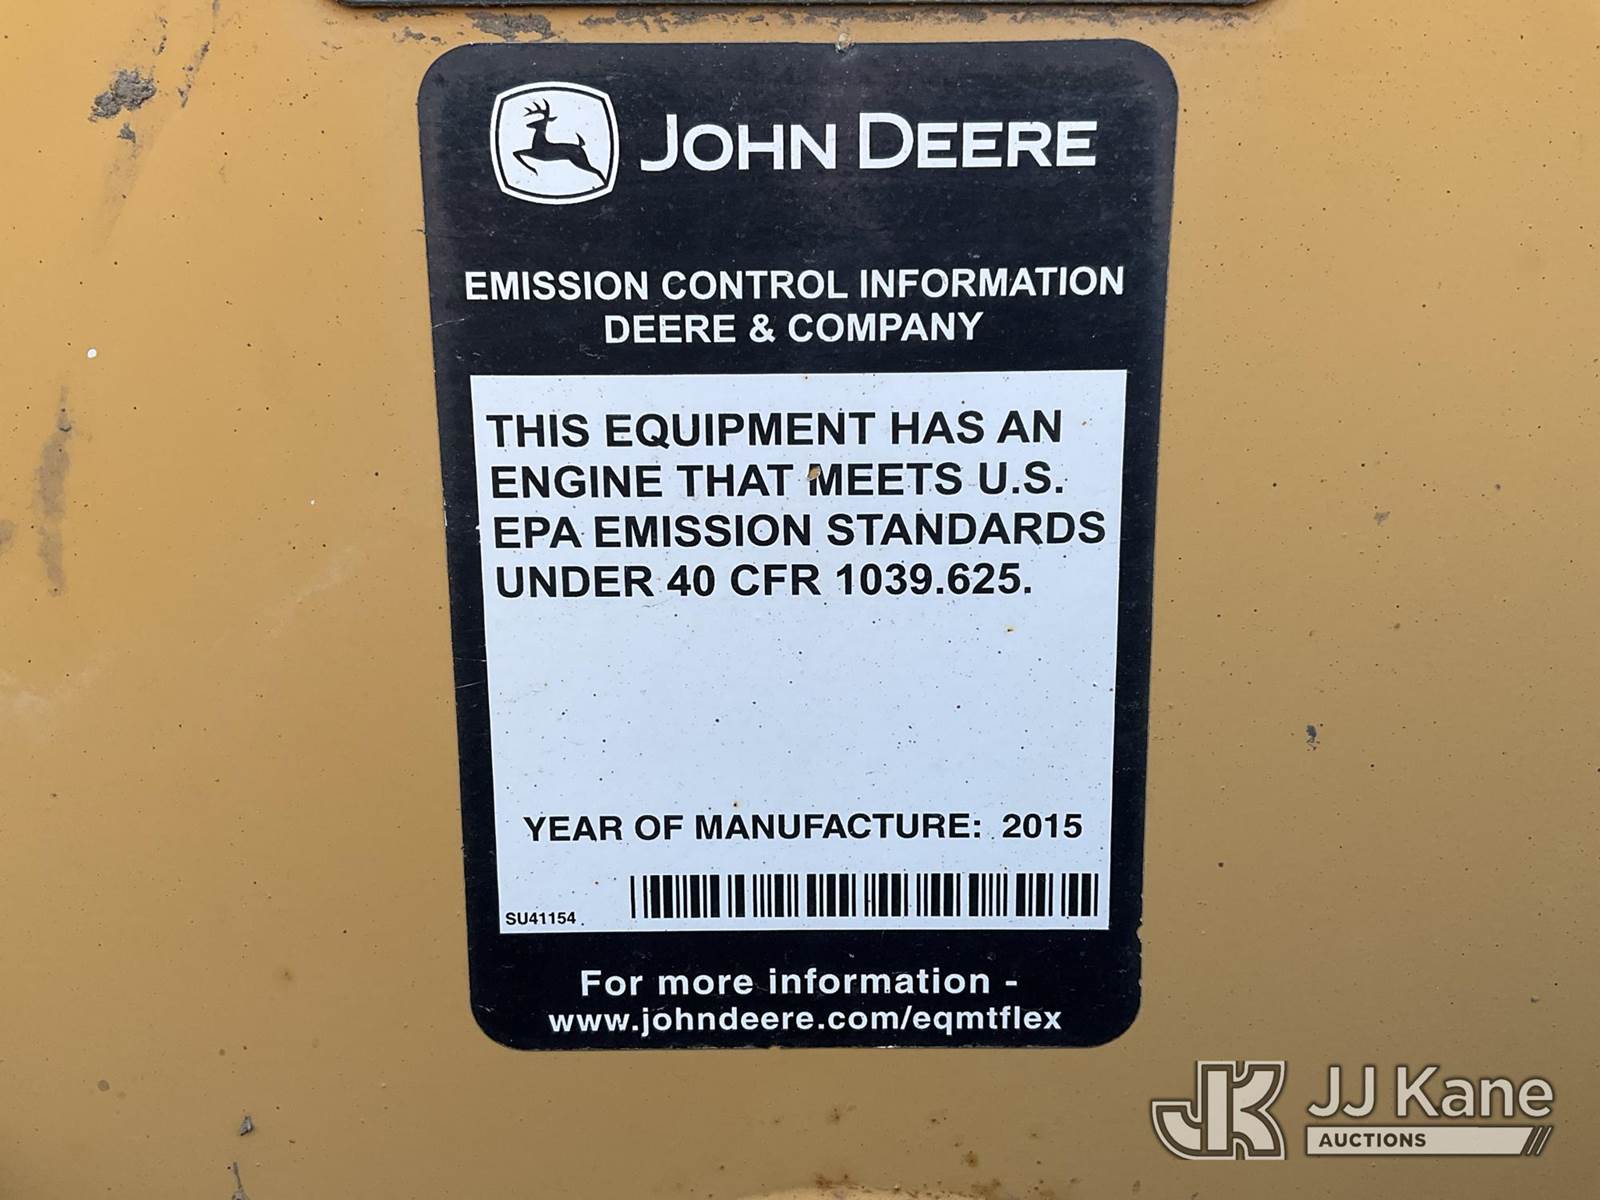 JOHN DEERE
EMISSION CONTROL INFORMATION
DEERE & COMPANY
THIS EQUIPMENT HAS AN
ENGINE THAT MEETS U.S.
EPA EMISSION STANDARDS
UNDER 40 CFR 1039.625.
YEAR OF MANUFACTURE: 2015
SU41154
For more information -
www.johndeere.com/eqmtflex
JK JJ Kane
AUCTIONS